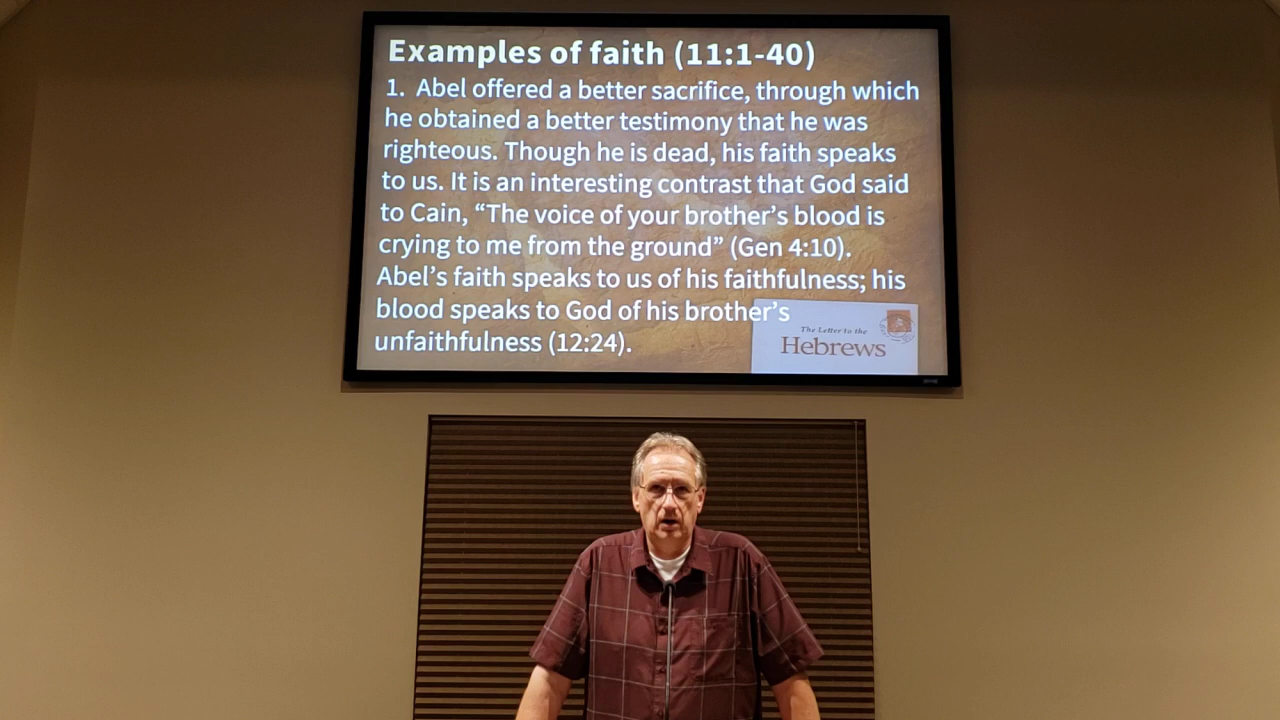 Examples of faith (11:1-40)
1. Abel offered a better sacrifice, through which
he obtained a better testimony that he was
righteous. Though he is dead, his faith speaks
to us. It is an interesting contrast that God said
to Cain, “The voice of your brother’s blood is
crying to me from the ground” (Gen 4:10).
Abel’s faith speaks to us of his faithfulness; his
blood speaks to God of his brother’s
unfaithfulness (12:24).
The Letter to the
Hebrews